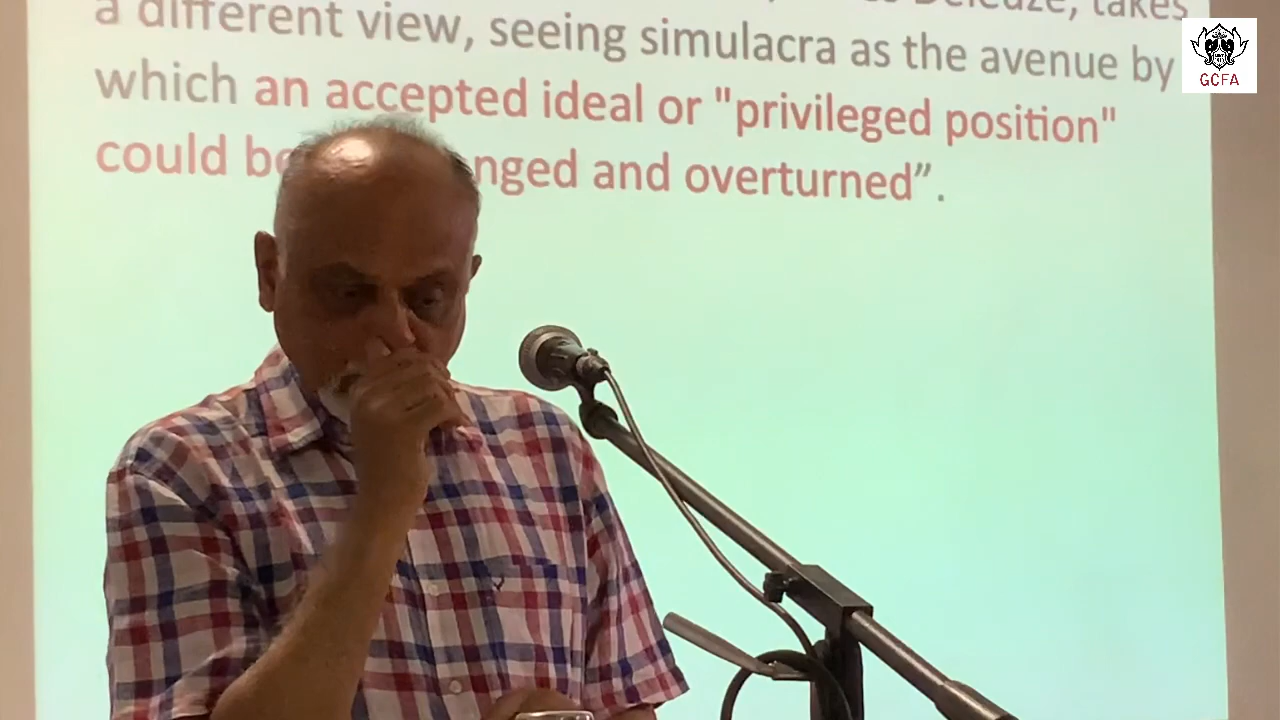 a different view, seeing simulacra as the avenue by
which an accepted ideal or "privileged position"
could be nged and overturned”.
GCFA